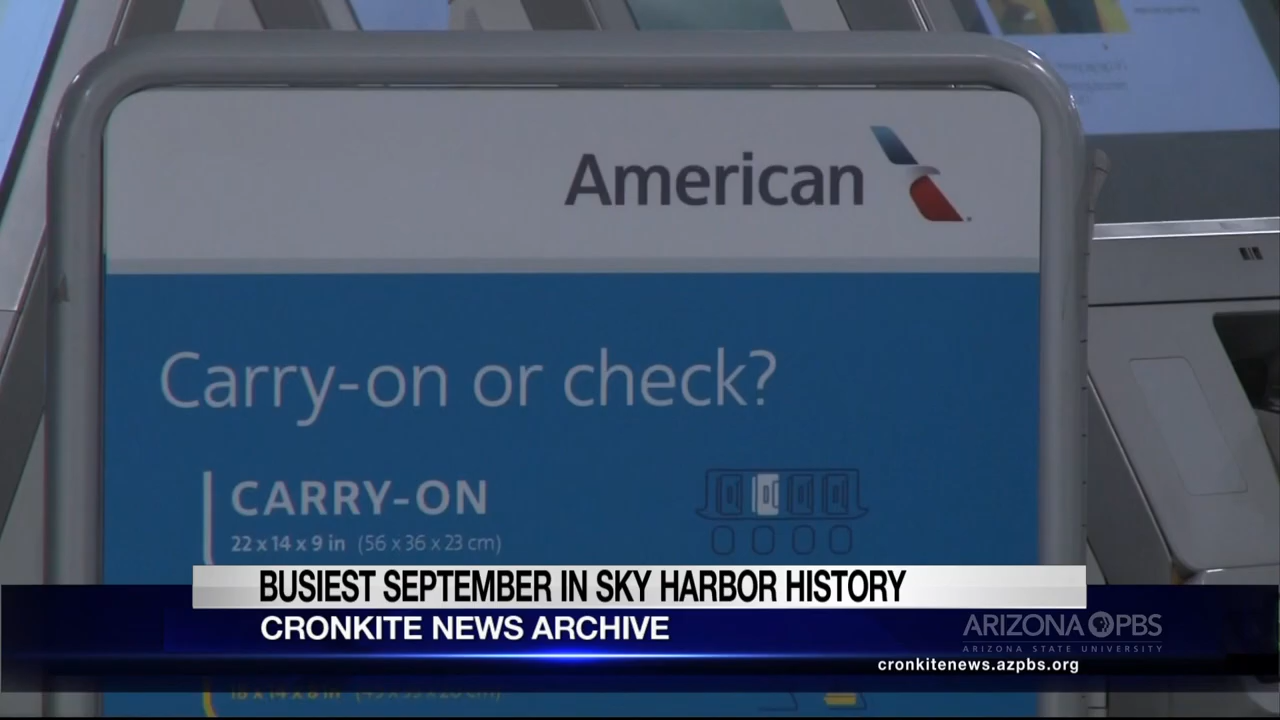 American
Carry-on or check?
CARRY-ON
22 x 14 x 9 in (56 x 36 x 23 cm)
BUSIEST SEPTEMBER IN SKY HARBOR HISTORY
CRONKITE NEWS ARCHIVE
ARIZONA PBS
ARIZONA STATE UNIVERSITY
cronkitenews.azpbs.org